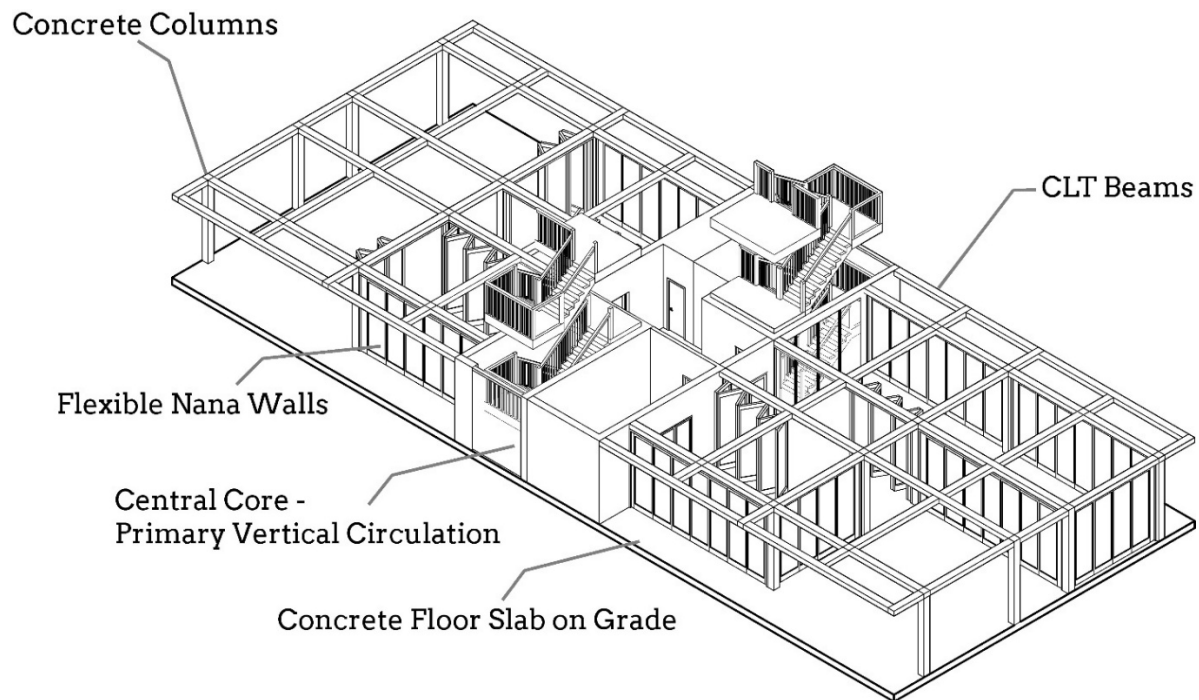 Concrete Columns
CLT Beams
Flexible Nana Walls
Central Core -
Primary Vertical Circulation
Concrete Floor Slab on Grade